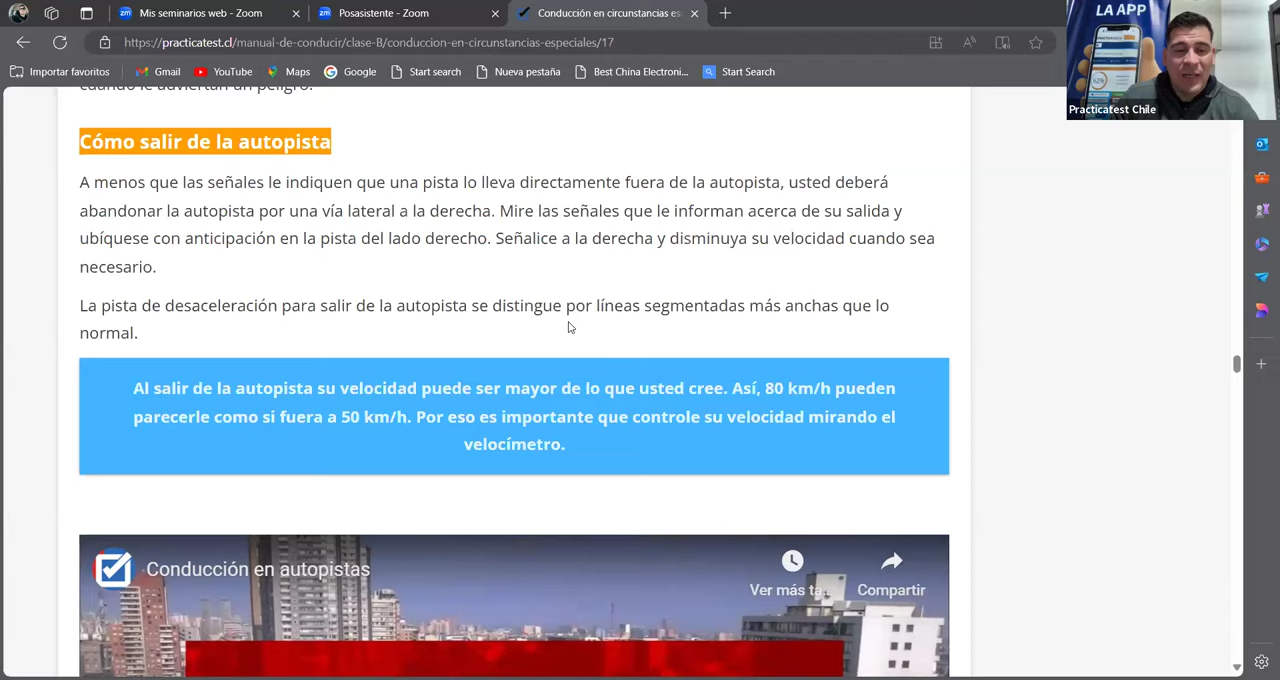 Mis seminarios web - Zoom
Posasistente - Zoom
Conducción en circunstancias es
https://practicatest.cl/manual-de-conducir/clase-B/conduccion-en-circunstancias-especiales/17
Importar favoritos
Gmail
YouTube
Maps
Google
Start search
Nueva pestaña
Best China Electroni...
Start Search
LA APP
Practicatest Chile
cuando le adviertan un peligro.
Cómo salir de la autopista
A menos que las señales le indiquen que una pista lo lleva directamente fuera de la autopista, usted deberá
abandonar la autopista por una vía lateral a la derecha. Mire las señales que le informan acerca de su salida y
ubíquese con anticipación en la pista del lado derecho. Señalice a la derecha y disminuya su velocidad cuando sea
necesario.
La pista de desaceleración para salir de la autopista se distingue por líneas segmentadas más anchas que lo
normal.
Al salir de la autopista su velocidad puede ser mayor de lo que usted cree. Así, 80 km/h pueden
parecerle como si fuera a 50 km/h. Por eso es importante que controle su velocidad mirando el
velocímetro.
Conducción en autopistas
Ver más ta...
Compartir